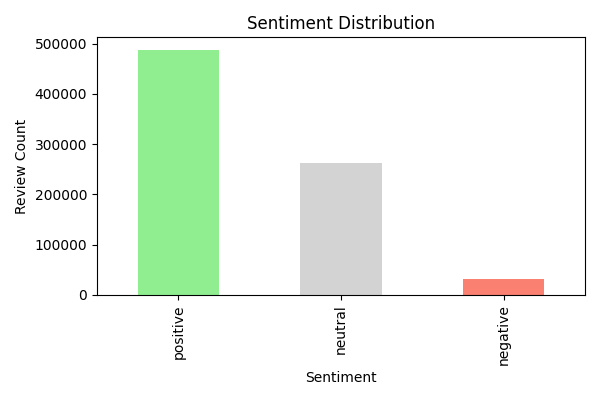 Sentiment Distribution
Review Count
500000
400000
300000
200000
100000
0
positive
neutral
negative
Sentiment